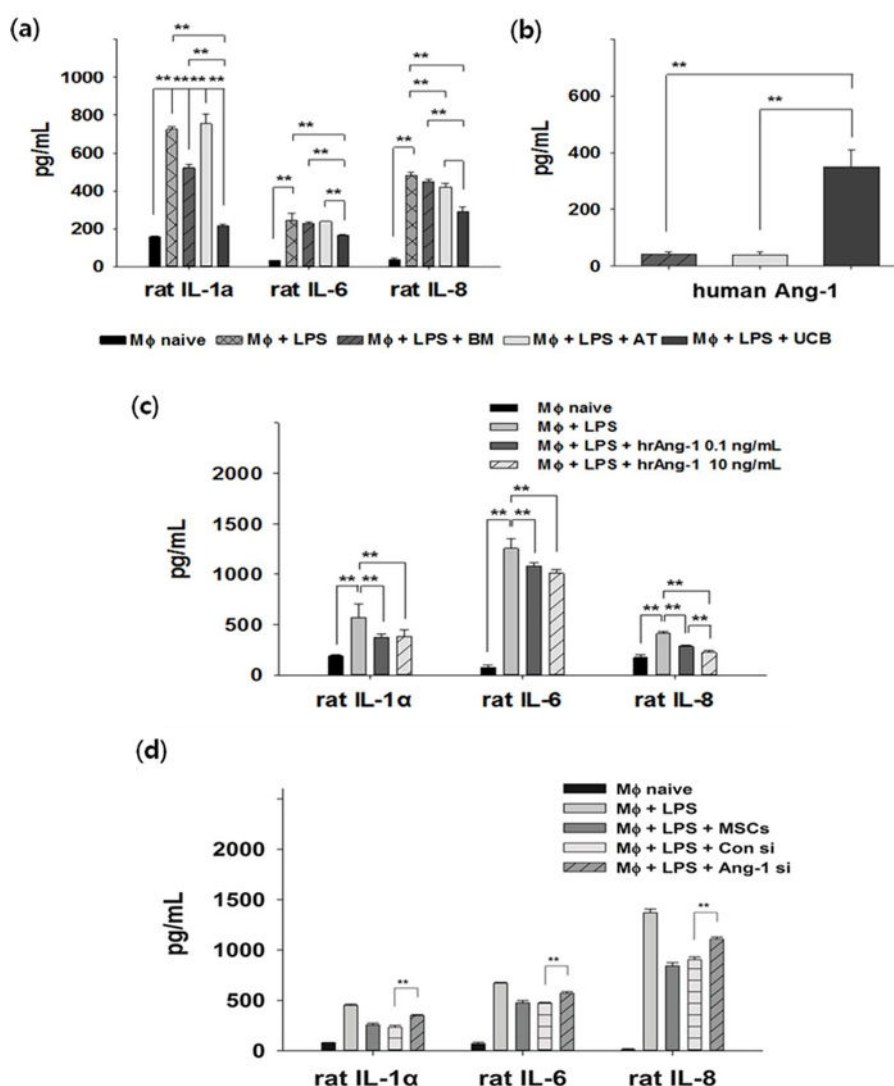 (a)
**
**
** ** ** **
**
**
**
**
**
**
**
**
1000
800
600
400
200
0
pg/mL
rat IL-1a rat IL-6 rat IL-8
(b)
**
**
600
400
200
0
pg/mL
human Ang-1
Mϕ naive Mϕ + LPS Mϕ + LPS + BM Mϕ + LPS + AT Mϕ + LPS + UCB
(c)
Mϕ naive
Mϕ + LPS
Mϕ + LPS + hrAng-1 0.1 ng/mL
Mϕ + LPS + hrAng-1 10 ng/mL
2000
1500
1000
500
0
pg/mL
**
** **
**
** **
**
** ** **
rat IL-1α rat IL-6 rat IL-8
(d)
Mϕ naive
Mϕ + LPS
Mϕ + LPS + MSCs
Mϕ + LPS + Con si
Mϕ + LPS + Ang-1 si
2000
1500
1000
500
0
pg/mL
**
**
**
rat IL-1α rat IL-6 rat IL-8